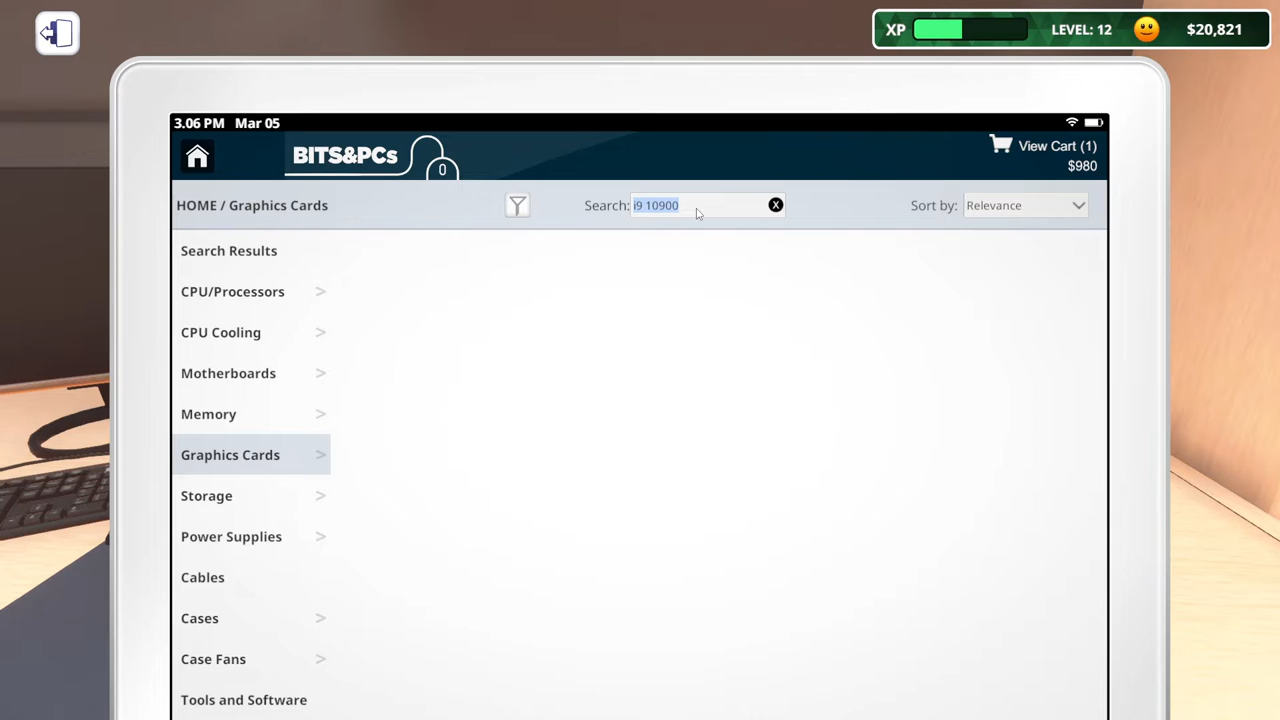 XP LEVEL: 12 $20,821
3.06 PM Mar 05
BITS&PCs 0
View Cart (1)
$980
HOME / Graphics Cards Search: i9 10900 X Sort by: Relevance
Search Results
CPU/Processors >
CPU Cooling >
Motherboards >
Memory >
Graphics Cards >
Storage >
Power Supplies >
Cables
Cases >
Case Fans >
Tools and Software